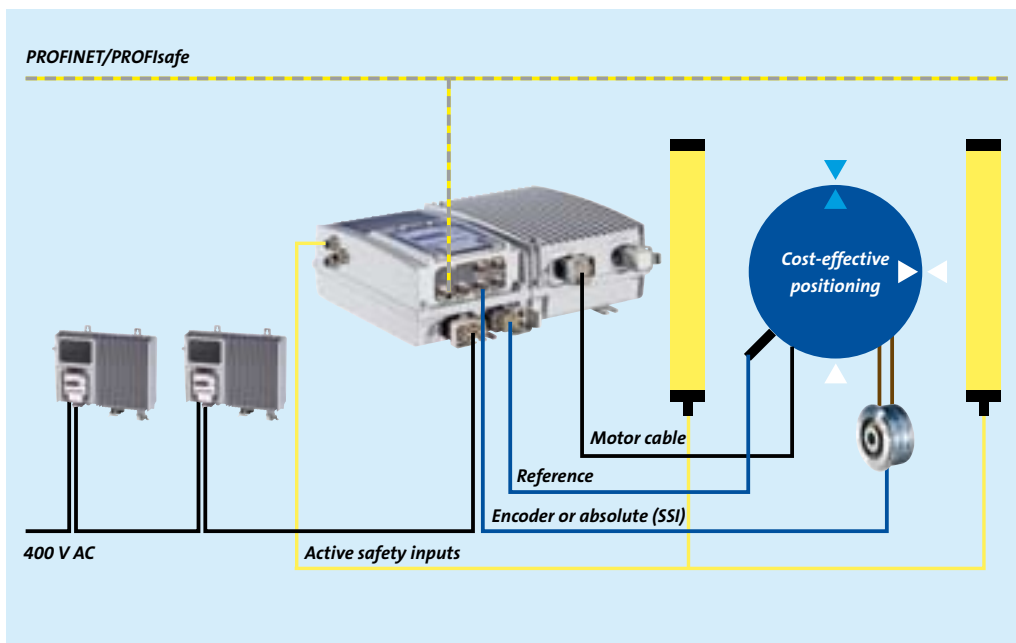 PROFINET/PROFIsafe
Cost-effective
positioning
Motor cable
Reference
Encoder or absolute (SSI)
400 V AC
Active safety inputs